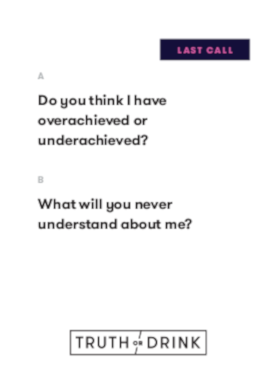 LAST CALL
A
Do you think I have
overachieved or
underachieved?
B
What will you never
understand about me?
TRUTH OR DRINK